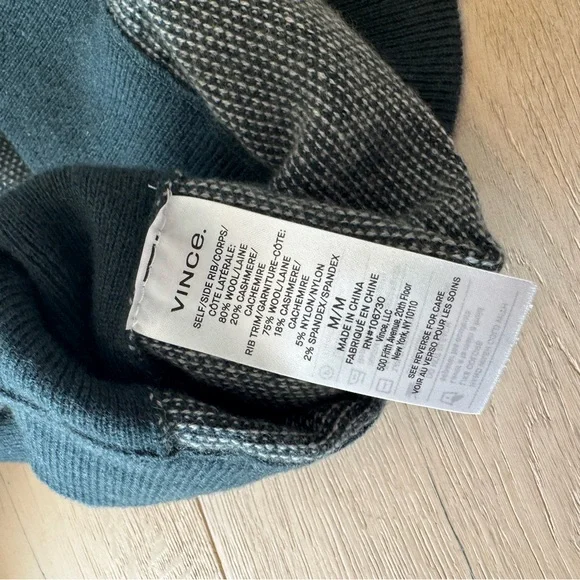 VINCE.
SELF/SIDE RIB/CORPS/
CÔTE LATÉRALE:
80% WOOL/LAINE
20% CASHMERE/
CACHEMIRE
RIB TRIM/GARNITURE-CÔTE:
75% WOOL/LAINE
18% CASHMERE/
CACHEMIRE
5% NYLON/NYLON
2% SPANDEX/SPANDEX
M/M
MADE IN CHINA
FABRIQUÉ EN CHINE
RN#106730
Vince, LLC
500 Fifth Avenue, 20th Floor
New York, NY 10110
SEE REVERSE FOR CARE
VOIR AU VERSO POUR LES SOINS